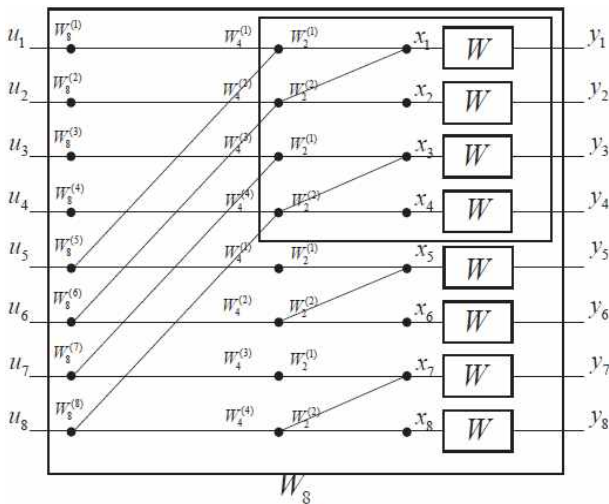 u₁ W₈⁽¹⁾ W₄⁽¹⁾ W₂⁽¹⁾ x₁ W y₁
u₂ W₈⁽²⁾ W₄⁽²⁾ W₂⁽²⁾ x₂ W y₂
u₃ W₈⁽³⁾ W₄⁽³⁾ W₂⁽¹⁾ x₃ W y₃
u₄ W₈⁽⁴⁾ W₄⁽⁴⁾ W₂⁽²⁾ x₄ W y₄
u₅ W₈⁽⁵⁾ W₄⁽¹⁾ W₂⁽¹⁾ x₅ W y₅
u₆ W₈⁽⁶⁾ W₄⁽²⁾ W₂⁽²⁾ x₆ W y₆
u₇ W₈⁽⁷⁾ W₄⁽³⁾ W₂⁽¹⁾ x₇ W y₇
u₈ W₈⁽⁸⁾ W₄⁽⁴⁾ W₂⁽²⁾ x₈ W y₈
W₈